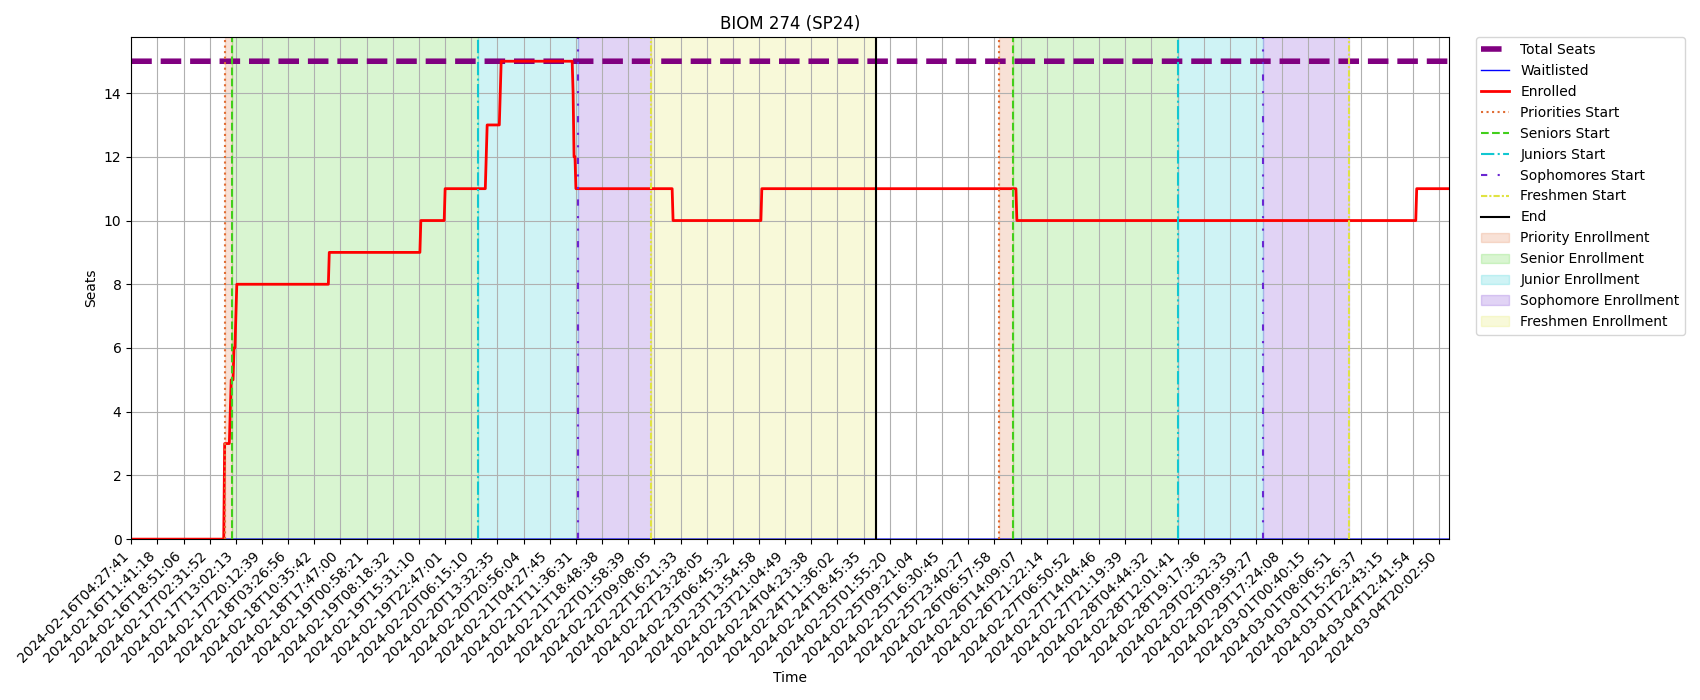 BIOM 274 (SP24)
Seats
14
12
10
8
6
4
2
0
2024-02-16T04:27:41
2024-02-16T11:41:18
2024-02-16T18:51:06
2024-02-17T02:31:52
2024-02-17T13:02:13
2024-02-17T20:12:39
2024-02-18T03:26:56
2024-02-18T10:35:42
2024-02-18T17:47:00
2024-02-19T00:58:21
2024-02-19T08:18:32
2024-02-19T15:31:10
2024-02-19T22:47:01
2024-02-20T06:15:10
2024-02-20T13:32:35
2024-02-20T20:56:04
2024-02-21T04:27:45
2024-02-21T11:36:31
2024-02-21T18:48:38
2024-02-22T01:58:39
2024-02-22T09:08:05
2024-02-22T16:21:33
2024-02-22T23:28:05
2024-02-23T06:45:32
2024-02-23T13:54:58
2024-02-23T21:04:49
2024-02-24T04:23:38
2024-02-24T11:36:02
2024-02-24T18:45:35
2024-02-25T01:55:20
2024-02-25T09:21:04
2024-02-25T16:30:45
2024-02-25T23:40:27
2024-02-26T06:57:58
2024-02-26T14:09:07
2024-02-26T21:22:14
2024-02-27T06:50:52
2024-02-27T14:04:46
2024-02-27T21:19:39
2024-02-28T04:44:32
2024-02-28T12:01:41
2024-02-28T19:17:36
2024-02-29T02:32:33
2024-02-29T09:59:27
2024-02-29T17:24:08
2024-03-01T00:40:15
2024-03-01T08:06:51
2024-03-01T15:26:37
2024-03-01T22:43:15
2024-03-04T12:41:54
2024-03-04T20:02:50
Time
Total Seats
Waitlisted
Enrolled
Priorities Start
Seniors Start
Juniors Start
Sophomores Start
Freshmen Start
End
Priority Enrollment
Senior Enrollment
Junior Enrollment
Sophomore Enrollment
Freshmen Enrollment